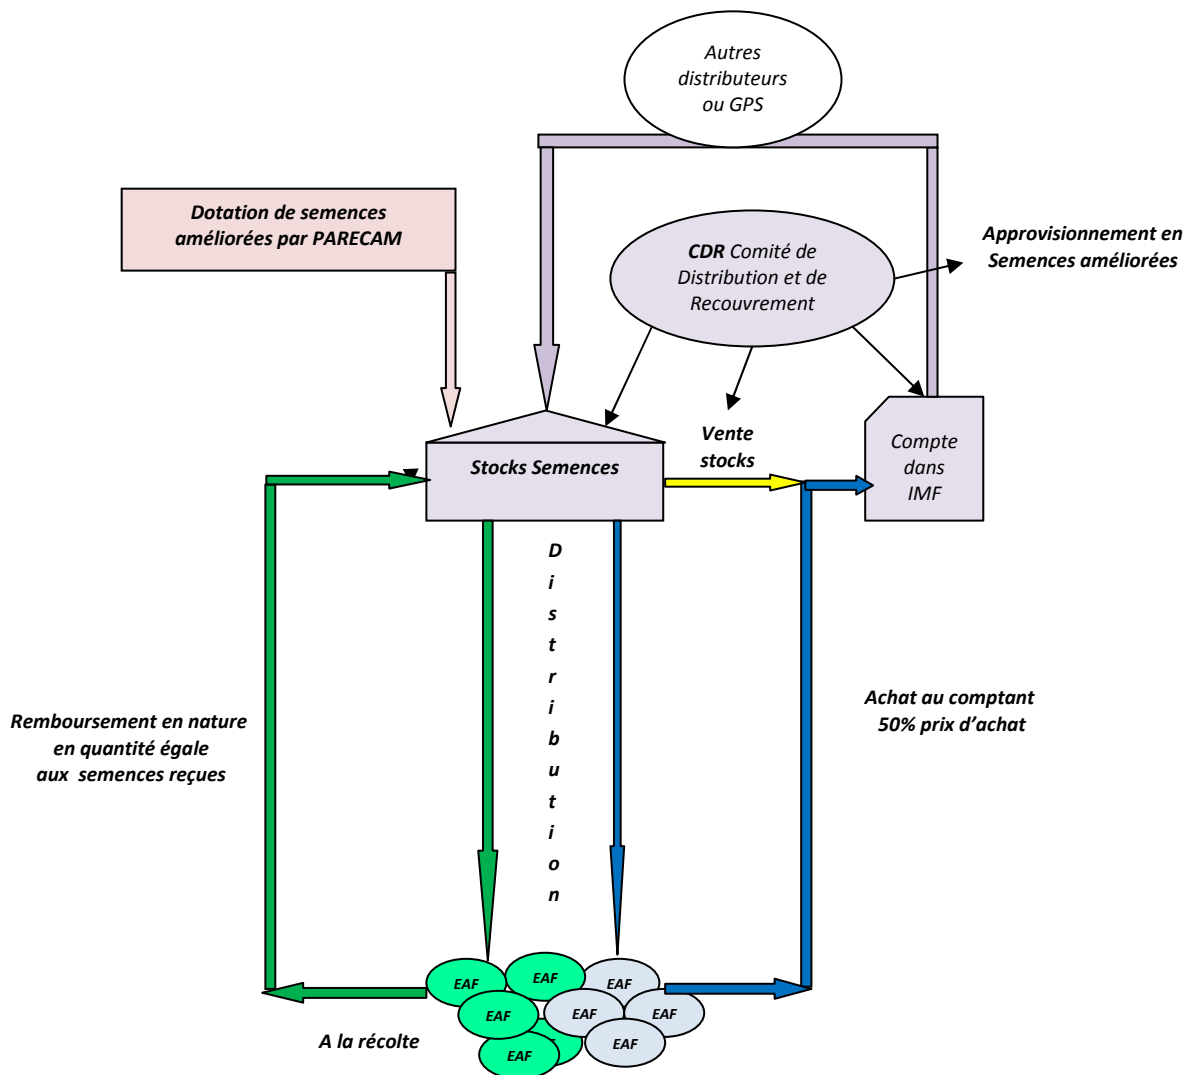 Autres
distributeurs
ou GPS
Dotation de semences
améliorées par PARECAM
CDR Comité de
Distribution et de
Recouvrement
Approvisionnement en
Semences améliorées
Vente
stocks
Compte
dans
IMF
Stocks Semences
D
i
s
t
r
i
b
u
t
i
o
n
Remboursement en nature
en quantité égale
aux semences reçues
Achat au comptant
50% prix d’achat
EAF
EAF
EAF
EAF
EAF
EAF
EAF
EAF
A la récolte